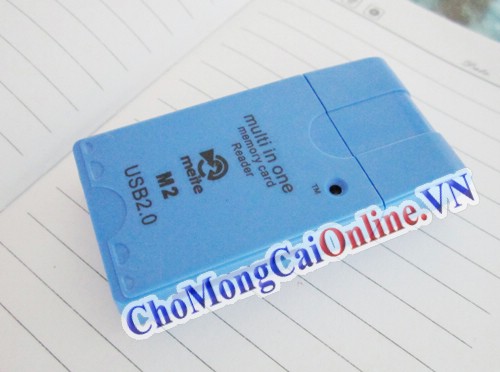 multi in one
memory card
Reader
TM
meite
M2
USB2.0
ChoMongCaiOnline.VN